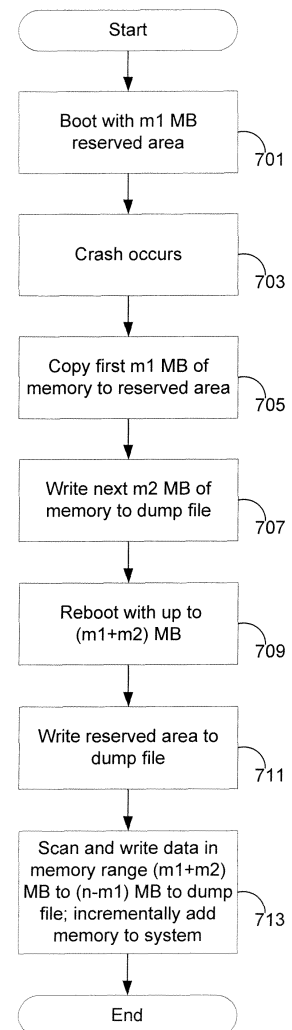 Start
Boot with m1 MB
reserved area
701
Crash occurs
703
Copy first m1 MB of
memory to reserved area
705
Write next m2 MB of
memory to dump file
707
Reboot with up to
(m1+m2) MB
709
Write reserved area to
dump file
711
Scan and write data in
memory range (m1+m2)
MB to (n-m1) MB to dump
file; incrementally add
memory to system
713
End